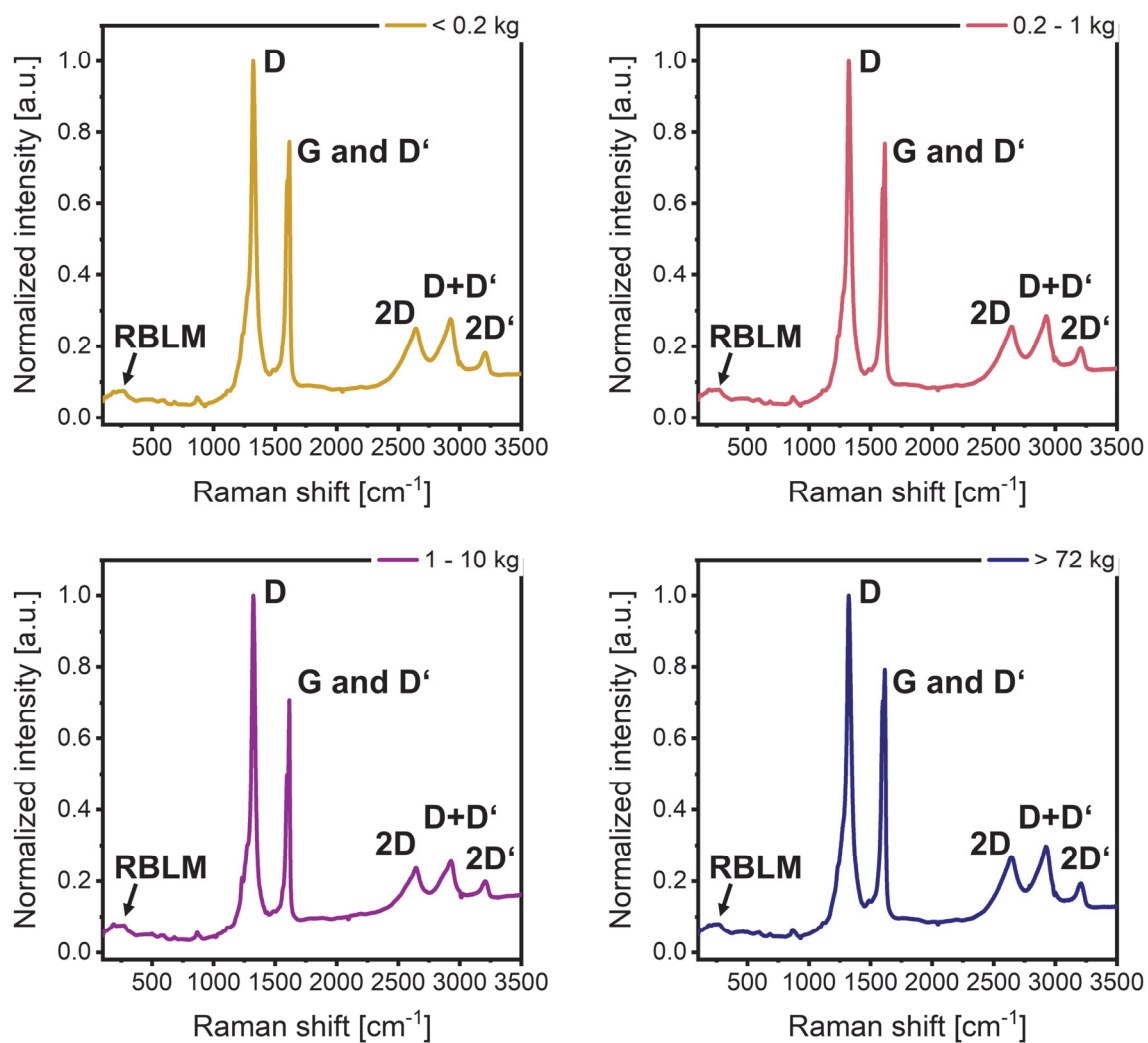 < 0.2 kg
D
G and D‘
RBLM
2D
D+D‘
2D‘
Normalized intensity [a.u.]
1.0
0.8
0.6
0.4
0.2
0.0
500 1000 1500 2000 2500 3000 3500
Raman shift [cm-1]
0.2 - 1 kg
D
G and D‘
RBLM
2D
D+D‘
2D‘
Normalized intensity [a.u.]
1.0
0.8
0.6
0.4
0.2
0.0
500 1000 1500 2000 2500 3000 3500
Raman shift [cm-1]
1 - 10 kg
D
G and D‘
RBLM
2D
D+D‘
2D‘
Normalized intensity [a.u.]
1.0
0.8
0.6
0.4
0.2
0.0
500 1000 1500 2000 2500 3000 3500
Raman shift [cm-1]
> 72 kg
D
G and D‘
RBLM
2D
D+D‘
2D‘
Normalized intensity [a.u.]
1.0
0.8
0.6
0.4
0.2
0.0
500 1000 1500 2000 2500 3000 3500
Raman shift [cm-1]